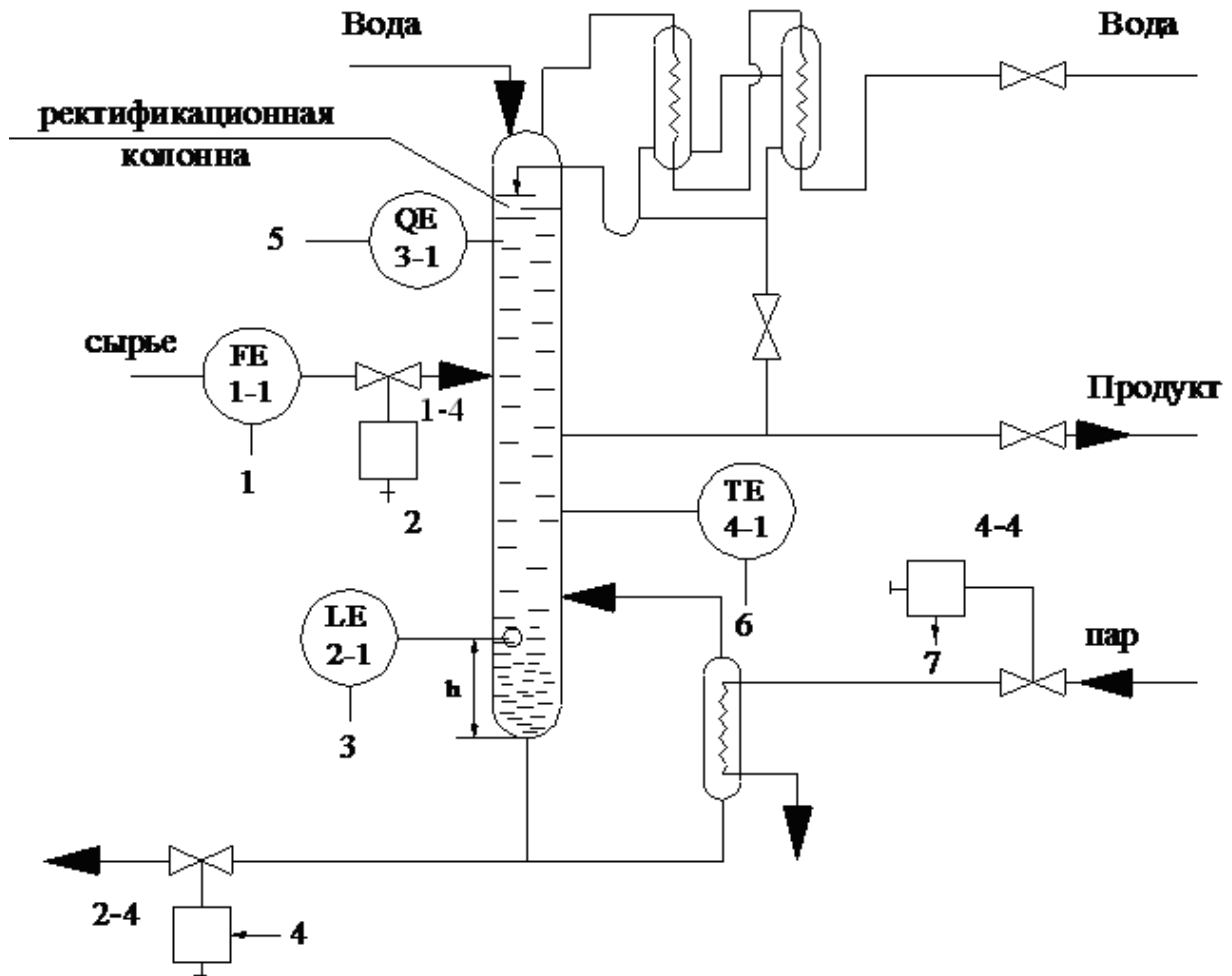 Вода
Вода
ректификационная
колонна
QE
3-1
5
сырье
FE
1-1
1-4
1
2
Продукт
TE
4-1
6
4-4
7
пар
LE
2-1
h
3
2-4
4